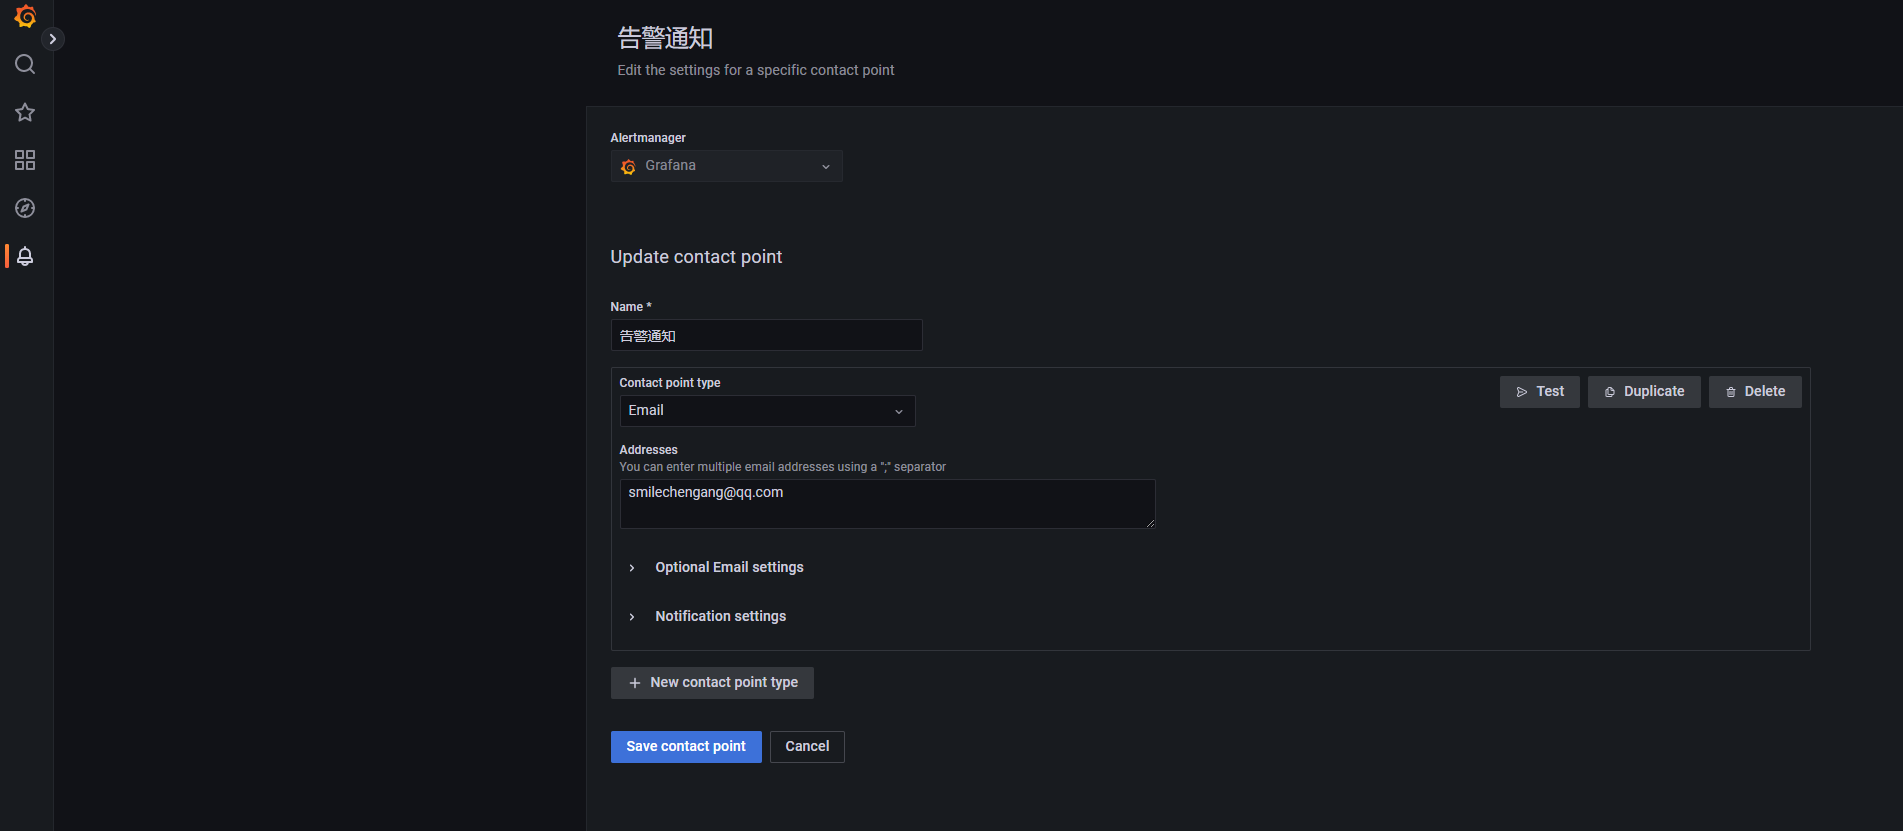 告警通知
Edit the settings for a specific contact point
Alertmanager
Grafana
Update contact point
Name *
告警通知
Contact point type
Test
Duplicate
Delete
Email
Addresses
You can enter multiple email addresses using a ";" separator
smilechengang@qq.com
Optional Email settings
Notification settings
New contact point type
Save contact point
Cancel